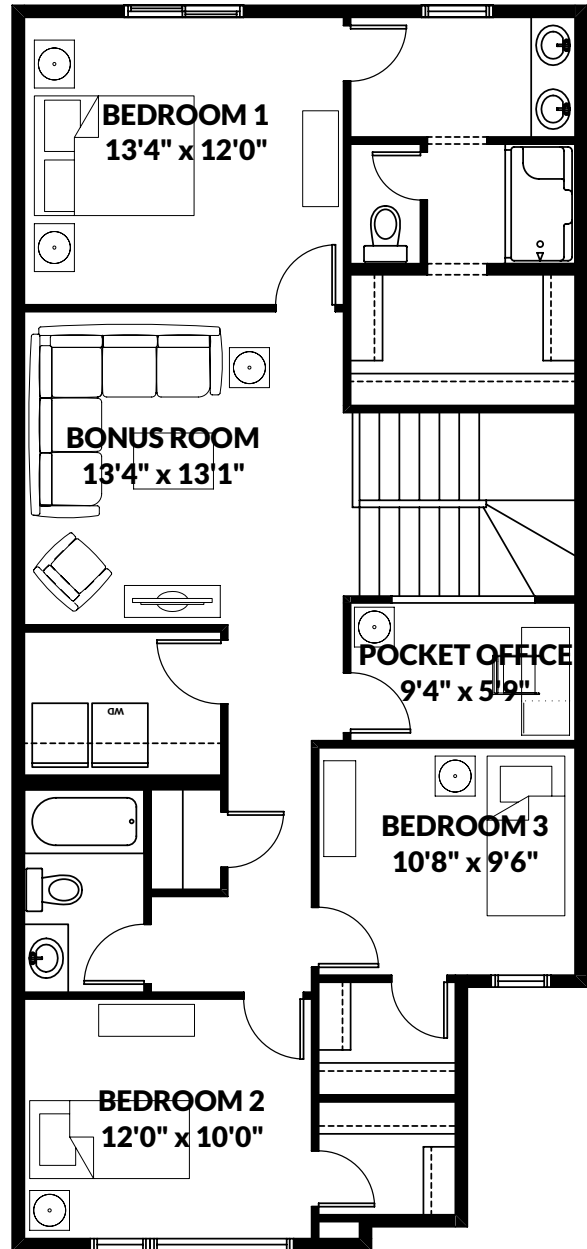 BEDROOM 1
13'4" x 12'0"
BONUS ROOM
13'4" x 13'1"
POCKET OFFICE
9'4" x 5'9"
WD
BEDROOM 3
10'8" x 9'6"
BEDROOM 2
12'0" x 10'0"